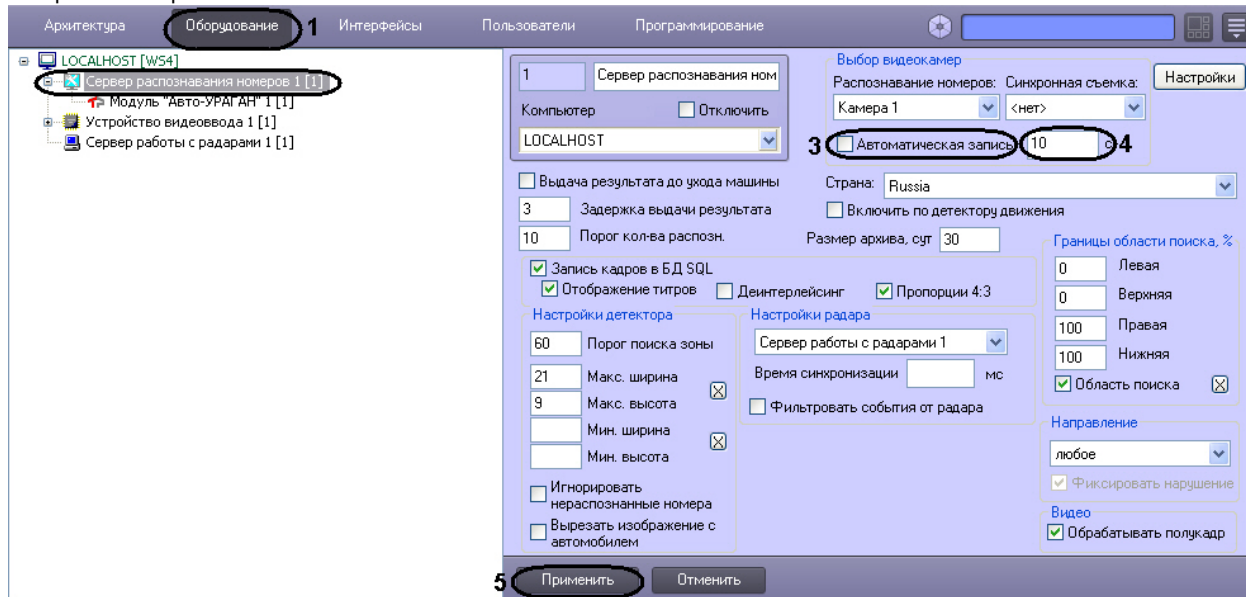 Архитектура Оборудование 1 Интерфейсы Пользователи Программирование
LOCALHOST [WS4]
Сервер распознавания номеров 1 [1]
Модуль "Авто-УРАГАН" 1 [1]
Устройство видеоввода 1 [1]
Сервер работы с радарами 1 [1]
1 Сервер распознавания ном
Компьютер Отключить
LOCALHOST
Выбор видеокамер
Распознавание номеров: Синхронная съемка:
Камера 1 <нет>
3 Автоматическая запись 10 с 4
Настройки
Выдача результата до ухода машины
3 Задержка выдачи результата
10 Порог кол-ва распозн.
Страна: Russia
Включить по детектору движения
Размер архива, сут 30
Запись кадров в БД SQL
Отображение титров Деинтерлейсинг Пропорции 4:3
Настройки детектора
60 Порог поиска зоны
21 Макс. ширина
9 Макс. высота
Мин. ширина
Мин. высота
Игнорировать
нераспознанные номера
Вырезать изображение с
автомобилем
Настройки радара
Сервер работы с радарами 1
Время синхронизации мс
Фильтровать события от радара
Границы области поиска, %
0 Левая
0 Верхняя
100 Правая
100 Нижняя
Область поиска
Направление
любое
Фиксировать нарушение
Видео
Обрабатывать полукадр
5 Применить Отменить